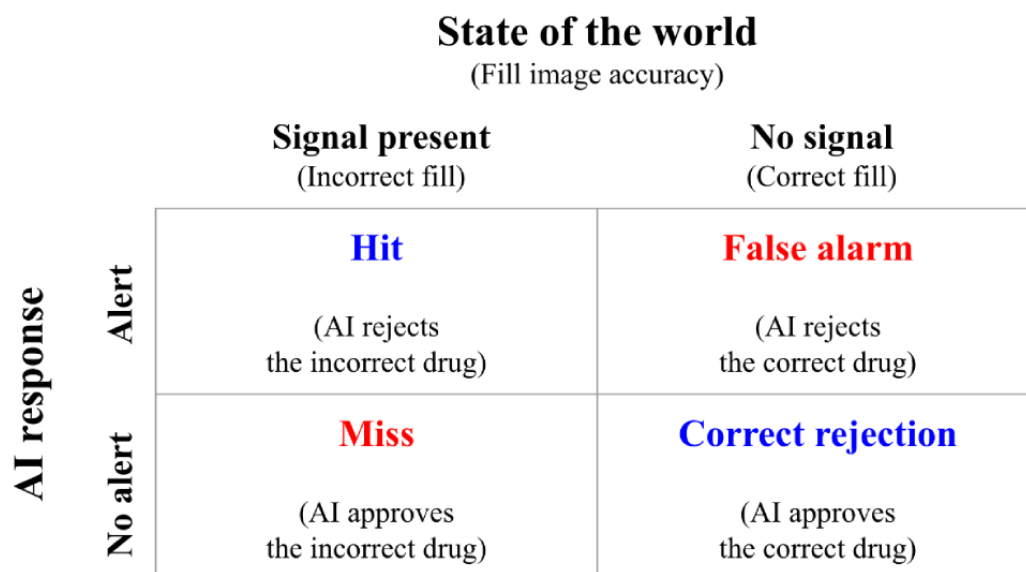 State of the world
(Fill image accuracy)
Signal present
No signal
(Incorrect fill)
(Correct fill)
AI response
Alert
Hit
False alarm
(AI rejects
the incorrect drug)
(AI rejects
the correct drug)
No alert
Miss
Correct rejection
(AI approves
the incorrect drug)
(AI approves
the correct drug)